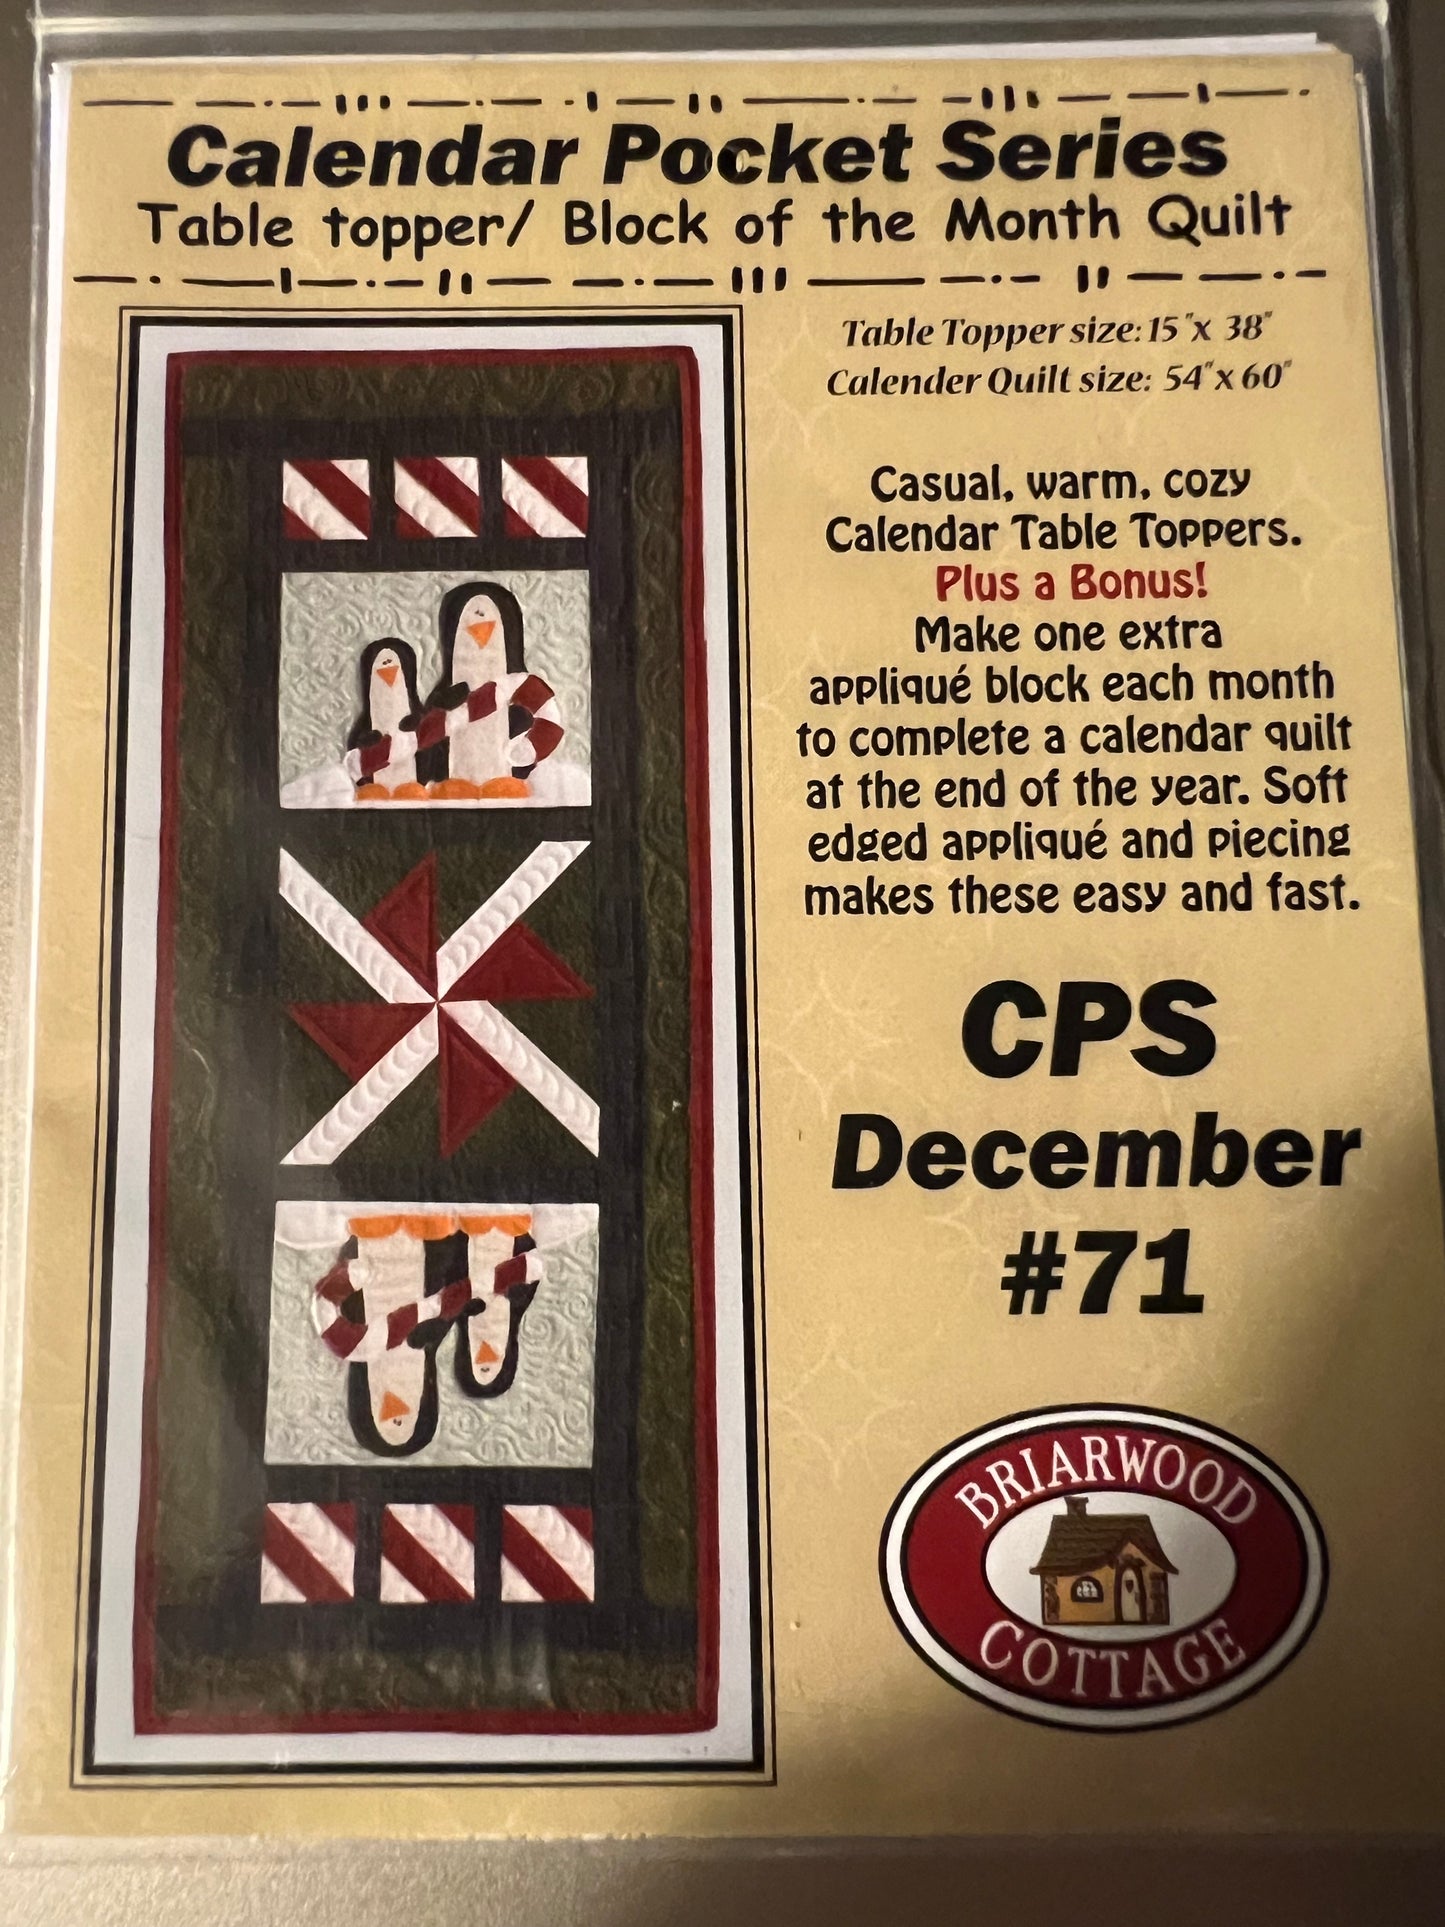 Calendar Pocket Series
Table topper/ Block of the Month Quilt
Table Topper size: 15"x 38"
Calender Quilt size: 54"x 60"
Casual, warm, cozy
Calendar Table Toppers.
Plus a Bonus!
Make one extra
appliqué block each month
to complete a calendar quilt
at the end of the year. Soft
edged appliqué and piecing
makes these easy and fast.
CPS
December
#71
BRIARWOOD
COTTAGE